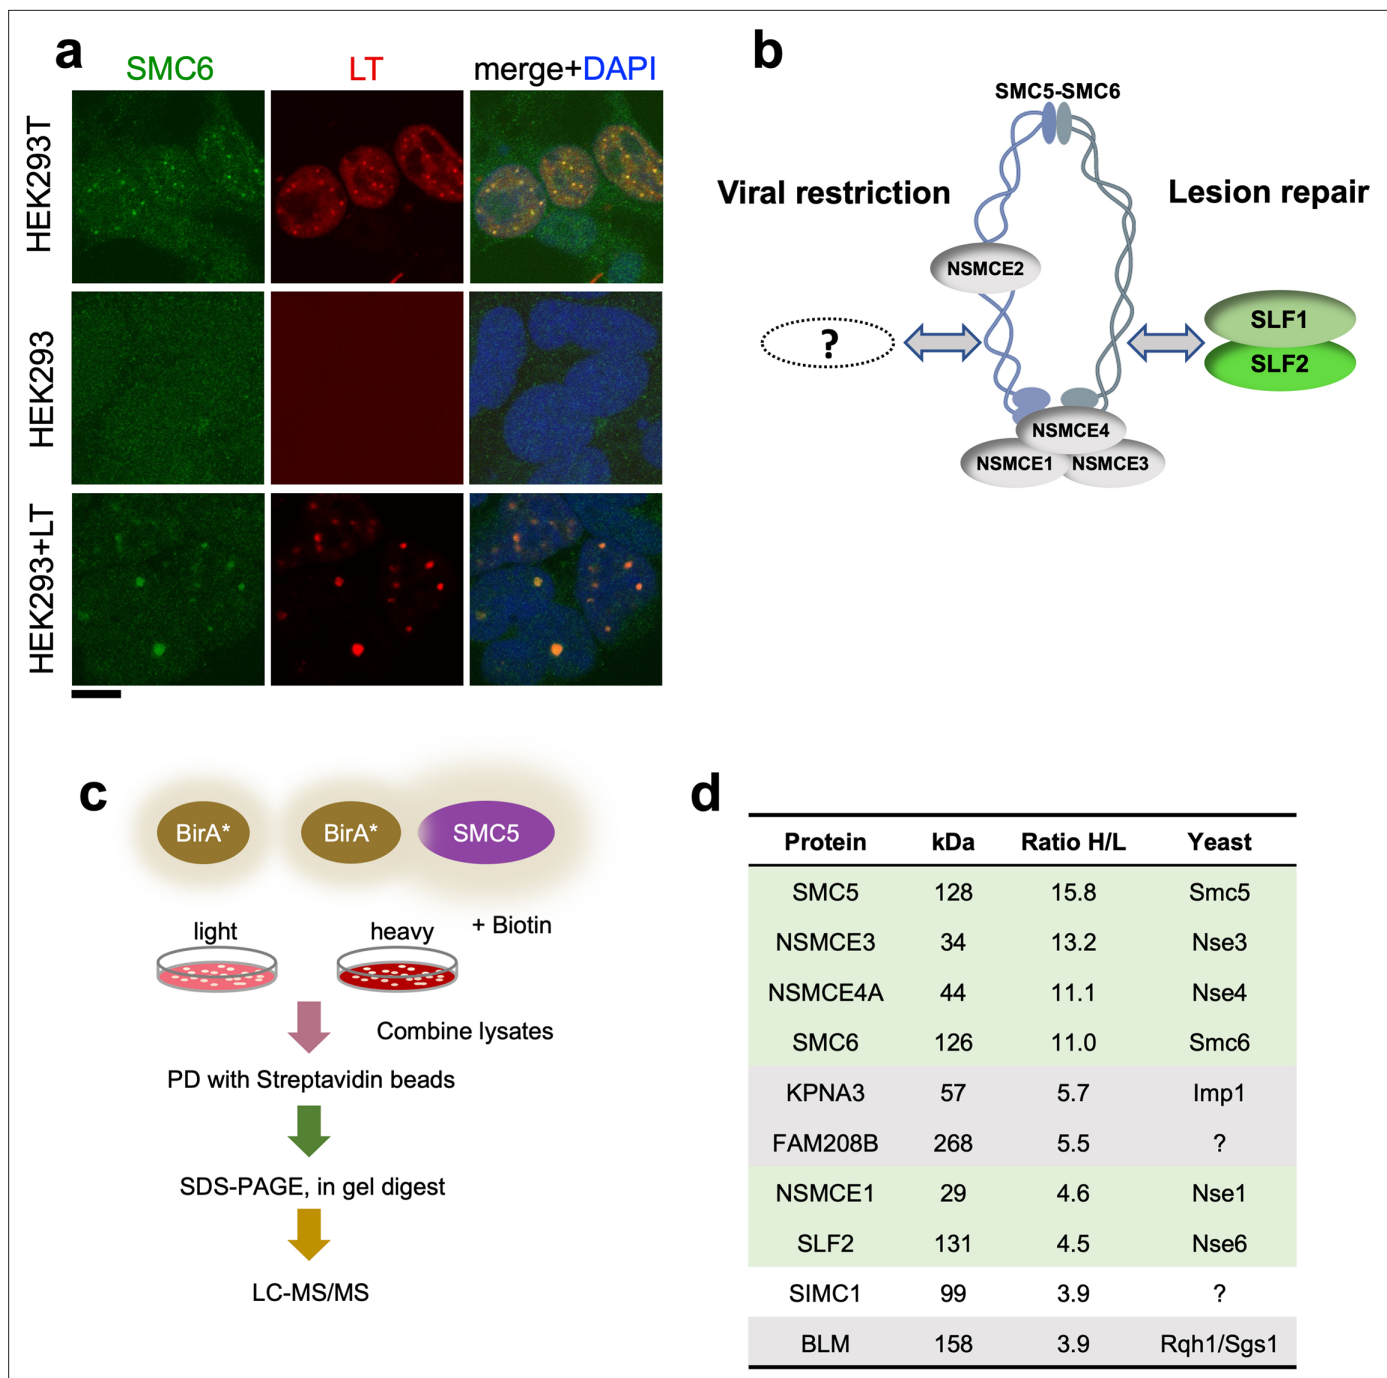 a
SMC6 LT merge+DAPI
HEK293T
HEK293
HEK293+LT
b
SMC5-SMC6
Viral restriction
Lesion repair
NSMCE2
?
SLF1
SLF2
NSMCE4
NSMCE1
NSMCE3
c
BirA* BirA* SMC5
light heavy + Biotin
Combine lysates
PD with Streptavidin beads
SDS-PAGE, in gel digest
LC-MS/MS
d
Protein kDa Ratio H/L Yeast
SMC5 128 15.8 Smc5
NSMCE3 34 13.2 Nse3
NSMCE4A 44 11.1 Nse4
SMC6 126 11.0 Smc6
KPNA3 57 5.7 Imp1
FAM208B 268 5.5 ?
NSMCE1 29 4.6 Nse1
SLF2 131 4.5 Nse6
SIMC1 99 3.9 ?
BLM 158 3.9 Rqh1/Sgs1